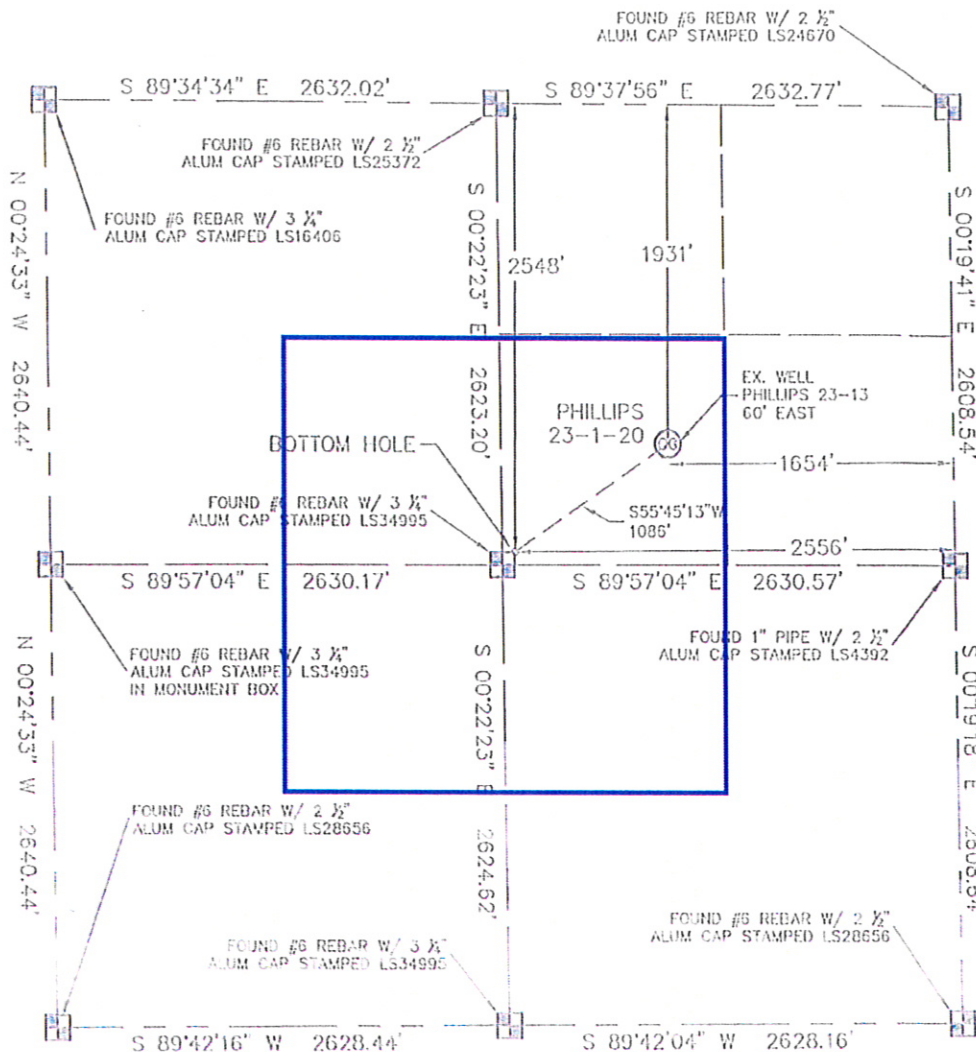 FOUND #6 REBAR W/ 2 ½"
ALUM CAP STAMPED LS24670
S 89°34'34" E 2632.02'
S 89°37'56" E 2632.77'
FOUND #6 REBAR W/ 2 ½"
ALUM CAP STAMPED LS25372
FOUND #6 REBAR W/ 3 ¼"
ALUM CAP STAMPED LS16406
N 00°24'33" W 2640.44'
S 00°22'23" E 2623.20'
2548'
1931'
S 00°19'41" E 2608.54'
EX. WELL
PHILLIPS 23-13
60' EAST
PHILLIPS
23-1-20
OG
BOTTOM HOLE
1654'
FOUND #6 REBAR W/ 3 ¼"
ALUM CAP STAMPED LS34995
S55°45'13"W
1086'
2556'
S 89°57'04" E 2630.17'
S 89°57'04" E 2630.57'
FOUND #6 REBAR W/ 3 ¼"
ALUM CAP STAMPED LS34995
IN MONUMENT BOX
FOUND 1" PIPE W/ 2 ½"
ALUM CAP STAMPED LS4392
N 00°24'33" W 2640.44'
S 00°22'23" E 2624.62'
E
FOUND #6 REBAR W/ 2 ½"
ALUM CAP STAMPED LS28656
FOUND #6 REBAR W/ 2 ½"
ALUM CAP STAMPED LS28656
FOUND #6 REBAR W/ 3 ¼"
ALUM CAP STAMPED LS34995
S 89°42'16" W 2628.44'
S 89°42'04" W 2628.16'